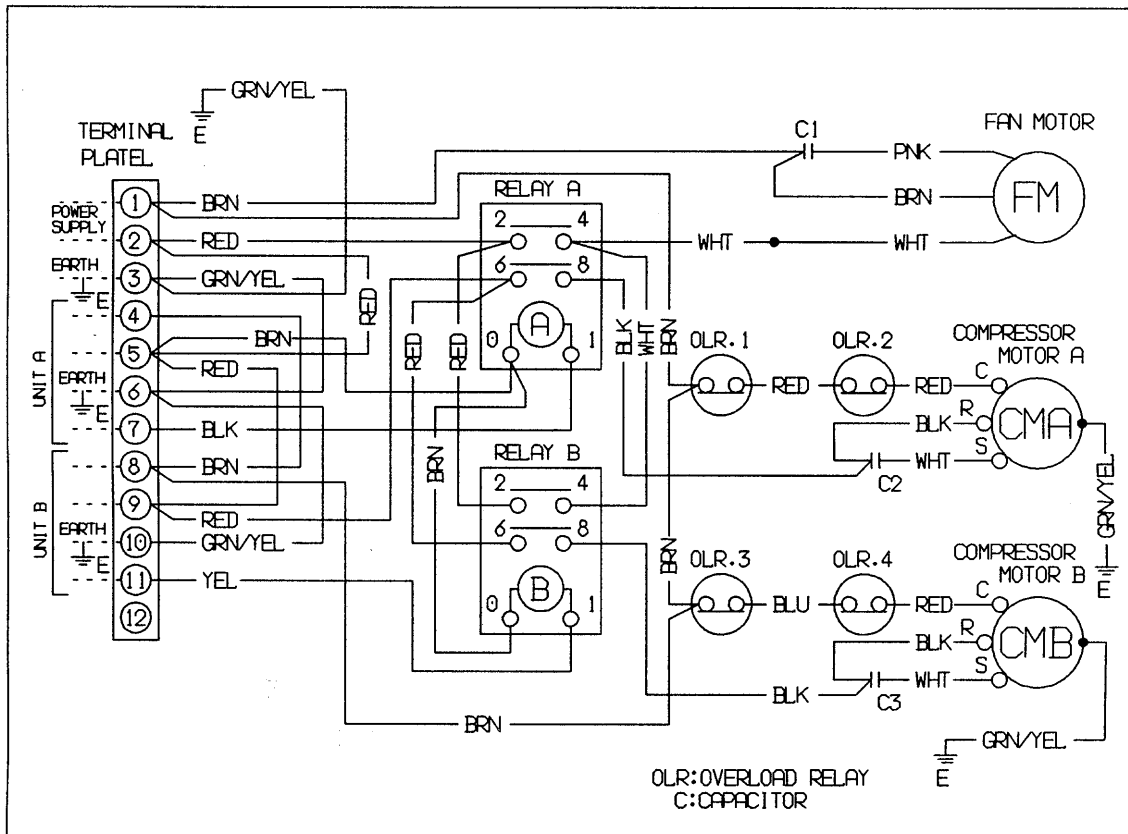 GRN/YEL
E
TERMINAL
PLATEL
C1
FAN MOTOR
PNK
BRN
FM
WHT
WHT
POWER
SUPPLY
EARTH
E
UNIT A
EARTH
E
UNIT B
EARTH
E
1
2
3
4
5
6
7
8
9
10
11
12
BRN
RED
GRN/YEL
RED
BRN
RED
BLK
BRN
RED
GRN/YEL
YEL
RELAY A
2 4
6 8
A
0 1
RED
RED
BRN
BLK
WHT
BRN
RELAY B
2 4
6 8
B
0 1
OLR.1
RED
OLR.2
RED
COMPRESSOR
MOTOR A
C
R
S
CMA
BLK
WHT
C2
GRN/YEL
E
BRN
OLR.3
BLU
OLR.4
RED
COMPRESSOR
MOTOR B
C
R
S
CMB
BLK
WHT
C3
BLK
BRN
GRN/YEL
E
OLR:OVERLOAD RELAY
C:CAPACITOR